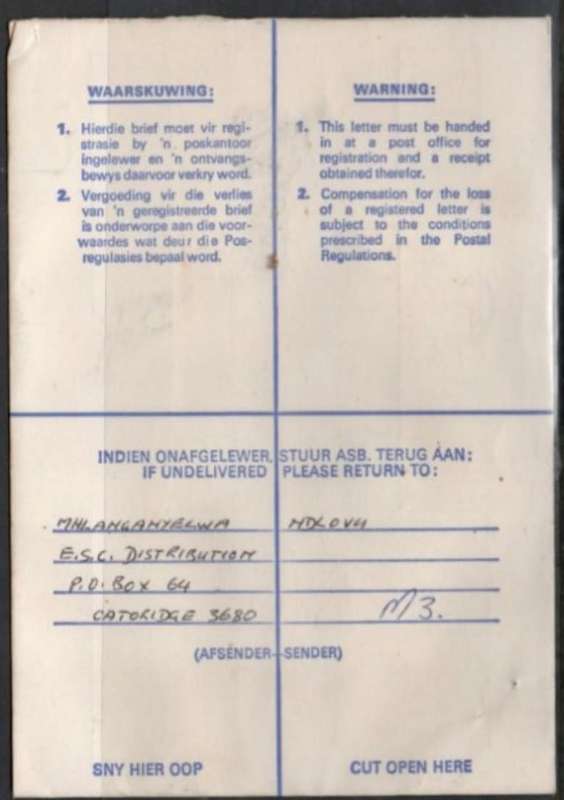 WAARSKUWING:
1. Hierdie brief moet vir regi-
strasie by 'n poskantoor
ingelewer en 'n ontvangs-
bewys daarvoor verkry word.
2. Vergoeding vir die verlies
van 'n geregistreerde brief
is onderworpe aan die voor-
waardes wat deur die Pos-
regulasies bepaal word.
WARNING:
1. This letter must be handed
in at a post office for
registration and a receipt
obtained therefor.
2. Compensation for the loss
of a registered letter is
subject to the conditions
prescribed in the Postal
Regulations.
INDIEN ONAFGELEWER, STUUR ASB. TERUG AAN:
IF UNDELIVERED PLEASE RETURN TO:
MHLANGANYELWA NDLOVU
E.S.C. DISTRIBUTION
P.O. BOX 64
CATORIDGE 3680 M3.
(AFSENDER—SENDER)
SNY HIER OOP
CUT OPEN HERE